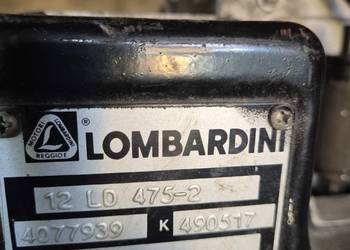 MOTORI
LOMBARDINI
L
REGGIO E
® LOMBARDINI
12 LD 475-2
4077939 K 490517